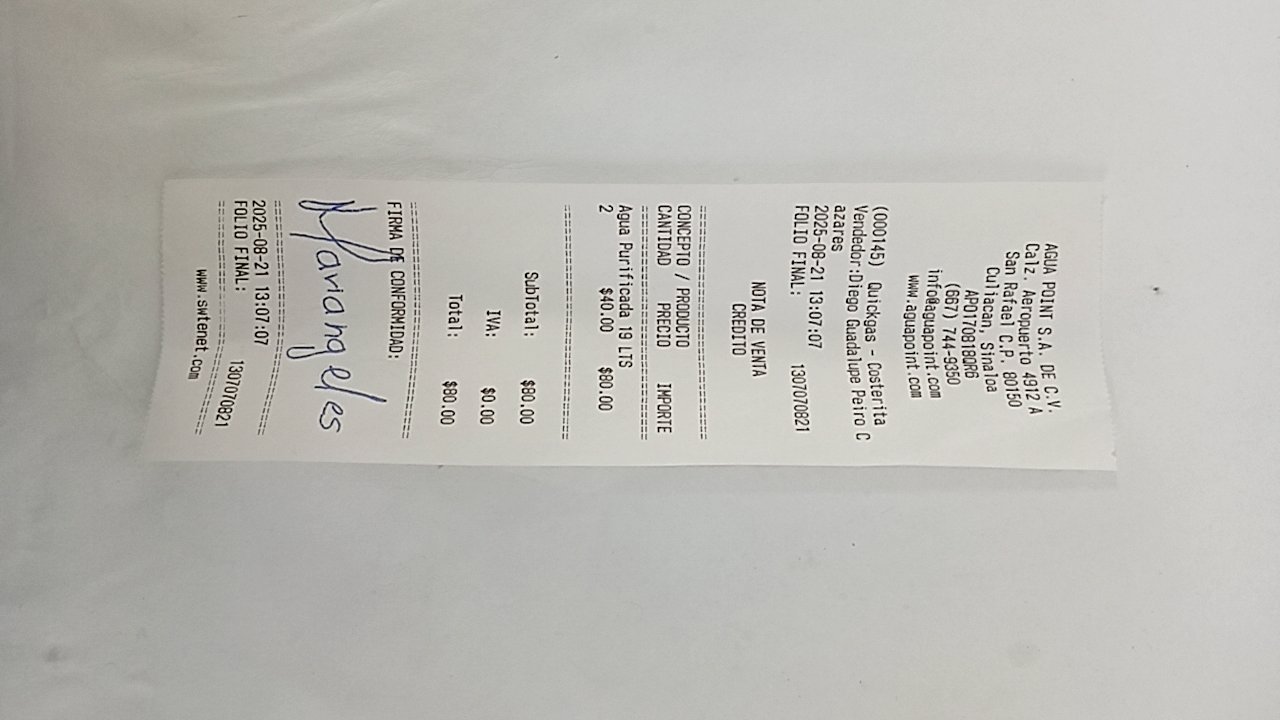 AGUA POINT S.A. DE C.V.
Calz. Aeropuerto 4912 A
San Rafael C.P. 80150
Culiacan, Sinaloa
APO170818QR6
(667) 744-9350
info@aguapoint.com
www.aguapoint.com
(000145) Quickgas - Costerita
Vendedor:Diego Guadalupe Peiro C
azares
2025-08-21 13:07:07
FOLIO FINAL: 1307070821
NOTA DE VENTA
CREDITO
================================
CONCEPTO / PRODUCTO
CANTIDAD PRECIO IMPORTE
================================
Agua Purificada 19 LTS
2 $40.00 $80.00
================================
SubTotal: $80.00
IVA: $0.00
Total: $80.00
================================
FIRMA DE CONFORMIDAD:
Mariangeles
================================
2025-08-21 13:07:07
FOLIO FINAL: 1307070821
================================
www.swtenet.com